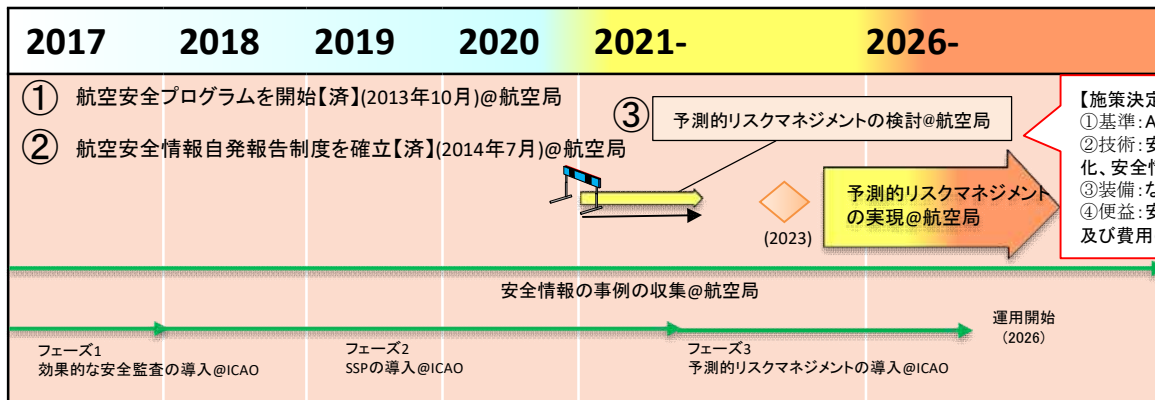 2017 2018 2019 2020 2021- 2026-
① 航空安全プログラムを開始【済】(2013年10月)@航空局
② 航空安全情報自発報告制度を確立【済】(2014年7月)@航空局
③ 予測的リスクマネジメントの検討@航空局
予測的リスクマネジメント
の実現@航空局
(2023)
【施策決定
①基準：A
②技術：安
化、安全情
③装備：な
④便益：安
及び費用
安全情報の事例の収集@航空局
運用開始
(2026)
フェーズ1
効果的な安全監査の導入@ICAO
フェーズ2
SSPの導入@ICAO
フェーズ3
予測的リスクマネジメントの導入@ICAO